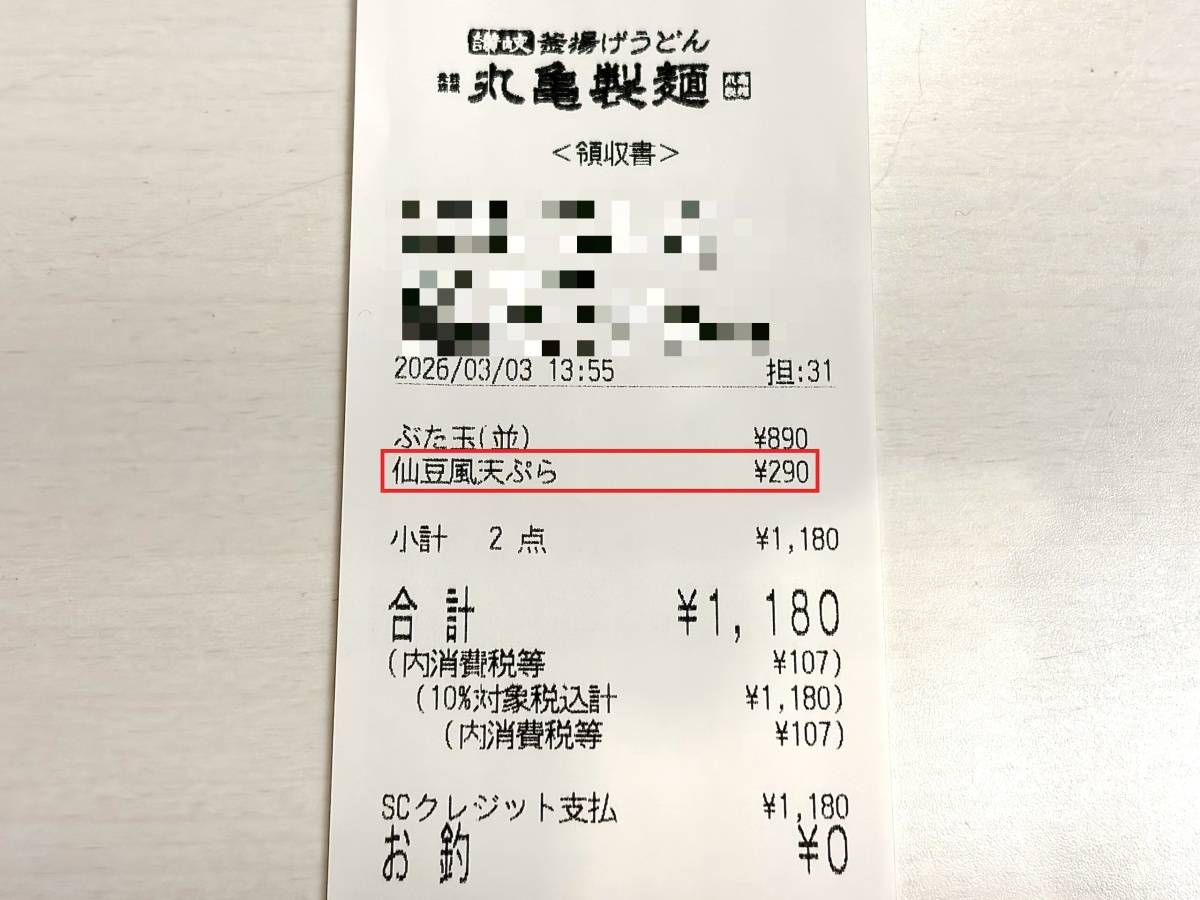 讃岐 釜揚げうどん
丸亀製麺
<領収書>
2026/03/03 13:55 担:31
ぶた玉(並) ¥890
仙豆風天ぷら ¥290
小計 2 点 ¥1,180
合計 ¥1,180
(内消費税等 ¥107)
(10%対象税込計 ¥1,180)
(内消費税等 ¥107)
SCクレジット支払 ¥1,180
お釣 ¥0